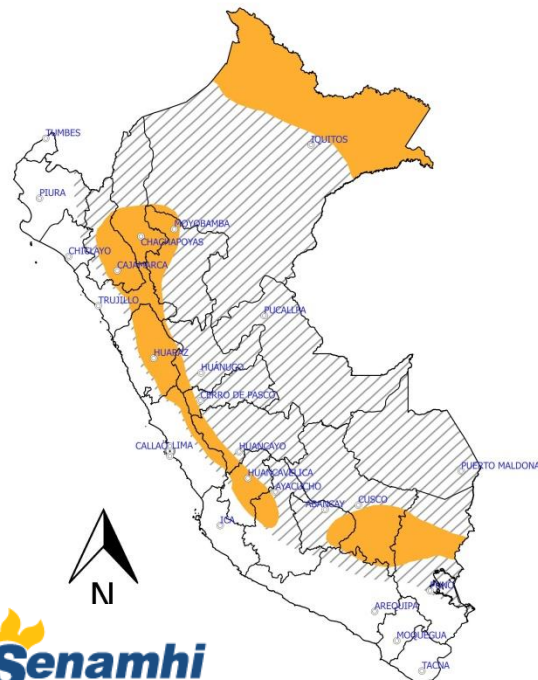 TUMBES
IQUITOS
PIURA
MOYOBAMBA
CHACHAPOYAS
CHICLAYO
CAJAMARCA
TRUJILLO
PUCALLPA
HUARAZ
HUÁNUCO
CERRO DE PASCO
CALLAO
LIMA
HUANCAYO
PUERTO MALDONA
HUANCAVELICA
AYACUCHO
CUSCO
ABANCAY
ICA
PUNO
AREQUIPA
MOQUEGUA
TACNA
N
Senamhi